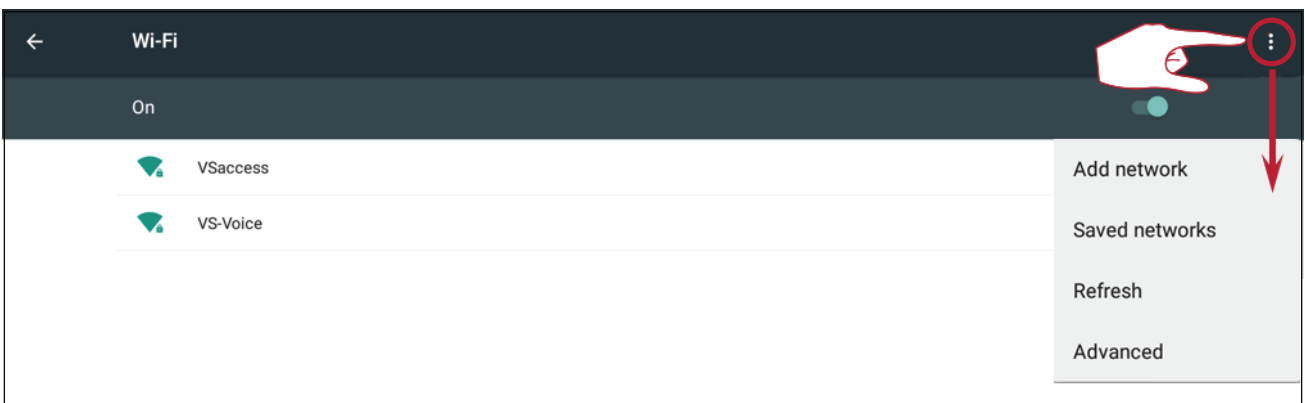 Wi-Fi
On
VSaccess
VS-Voice
Add network
Saved networks
Refresh
Advanced